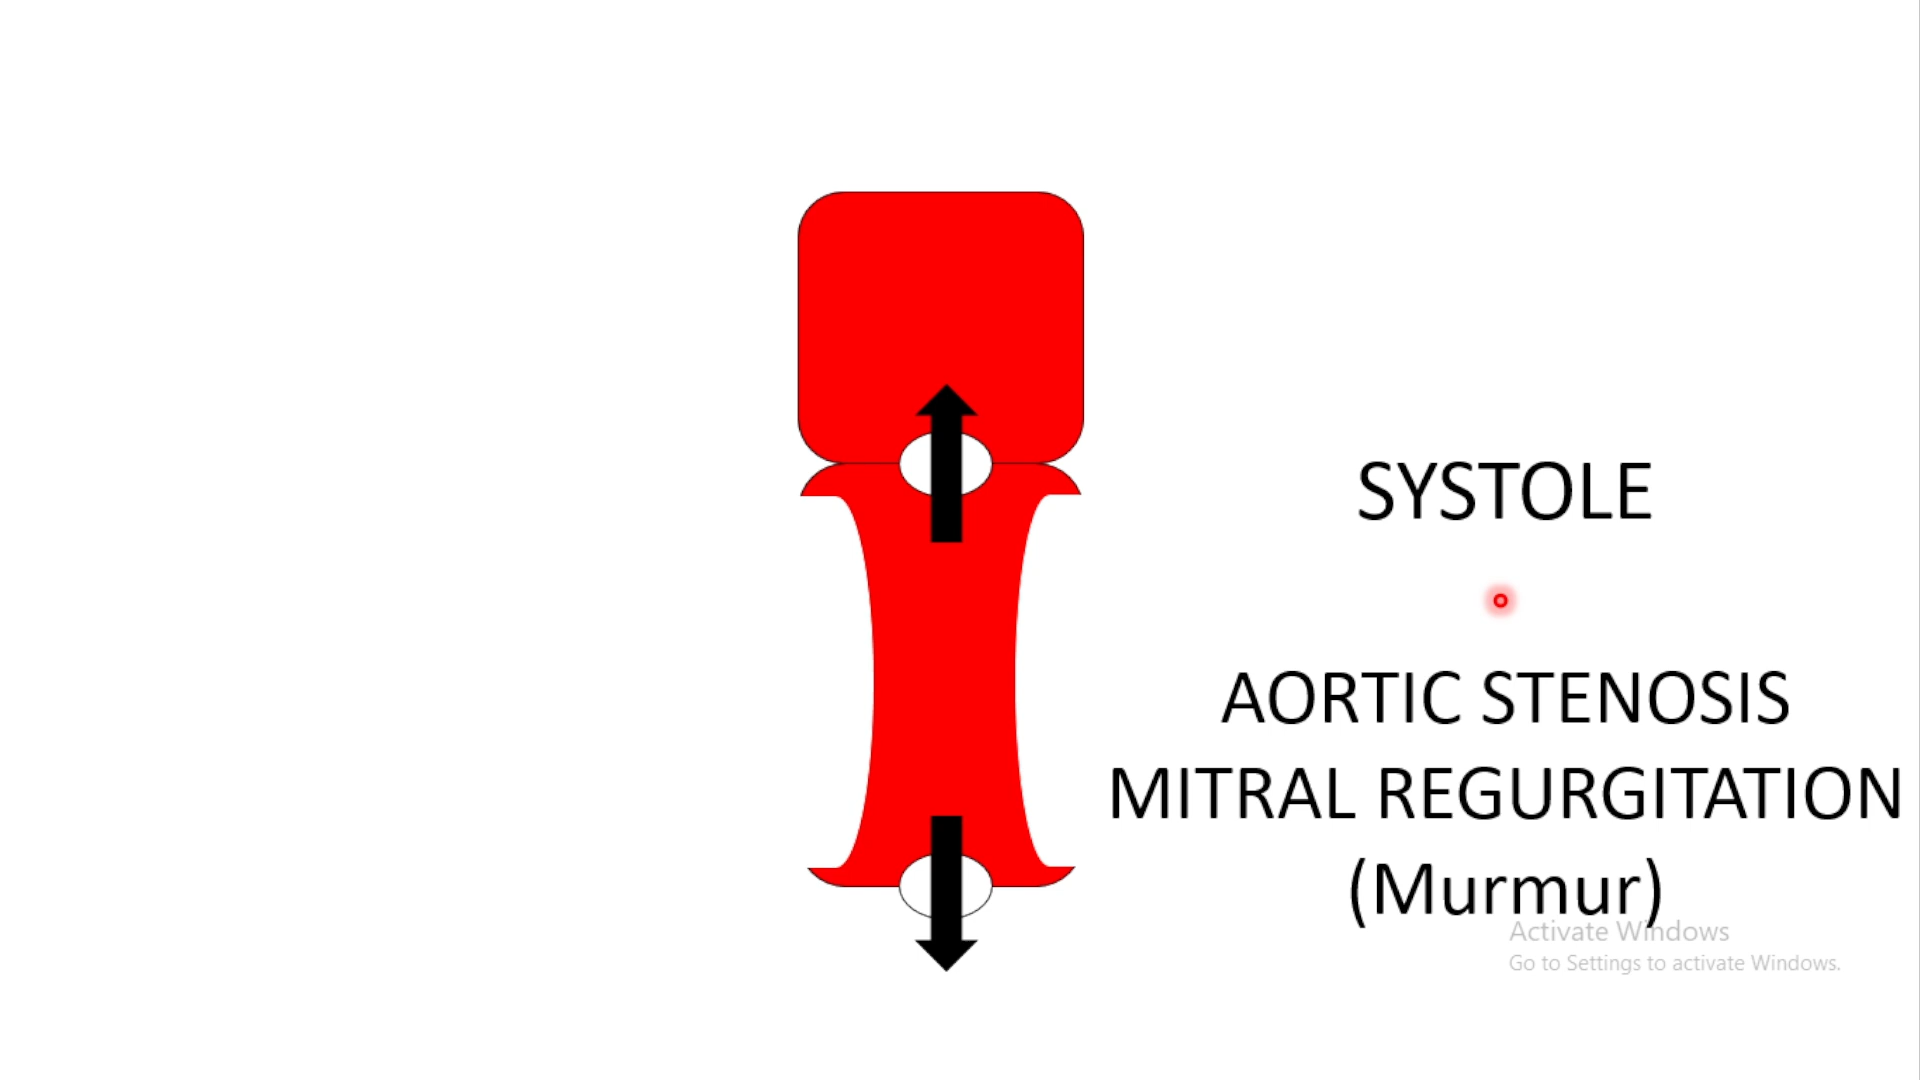 SYSTOLE
AORTIC STENOSIS
MITRAL REGURGITATION
(Murmur)
Activate Windows
Go to Settings to activate Windows.